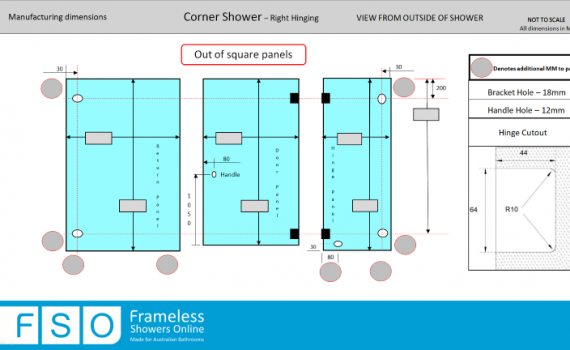 Manufacturing dimensions
Corner Shower – Right Hinging
VIEW FROM OUTSIDE OF SHOWER
NOT TO SCALE
All dimensions in M
Out of square panels
30
30
200
Denotes additional MM to p
Bracket Hole – 18mm
Handle Hole – 12mm
Hinge Cutout
44
64
R10
Return Panel
Door Panel
Hinge Panel
80
Handle
1050
30
80
FSO
Frameless
Showers Online
Made for Australian Bathrooms